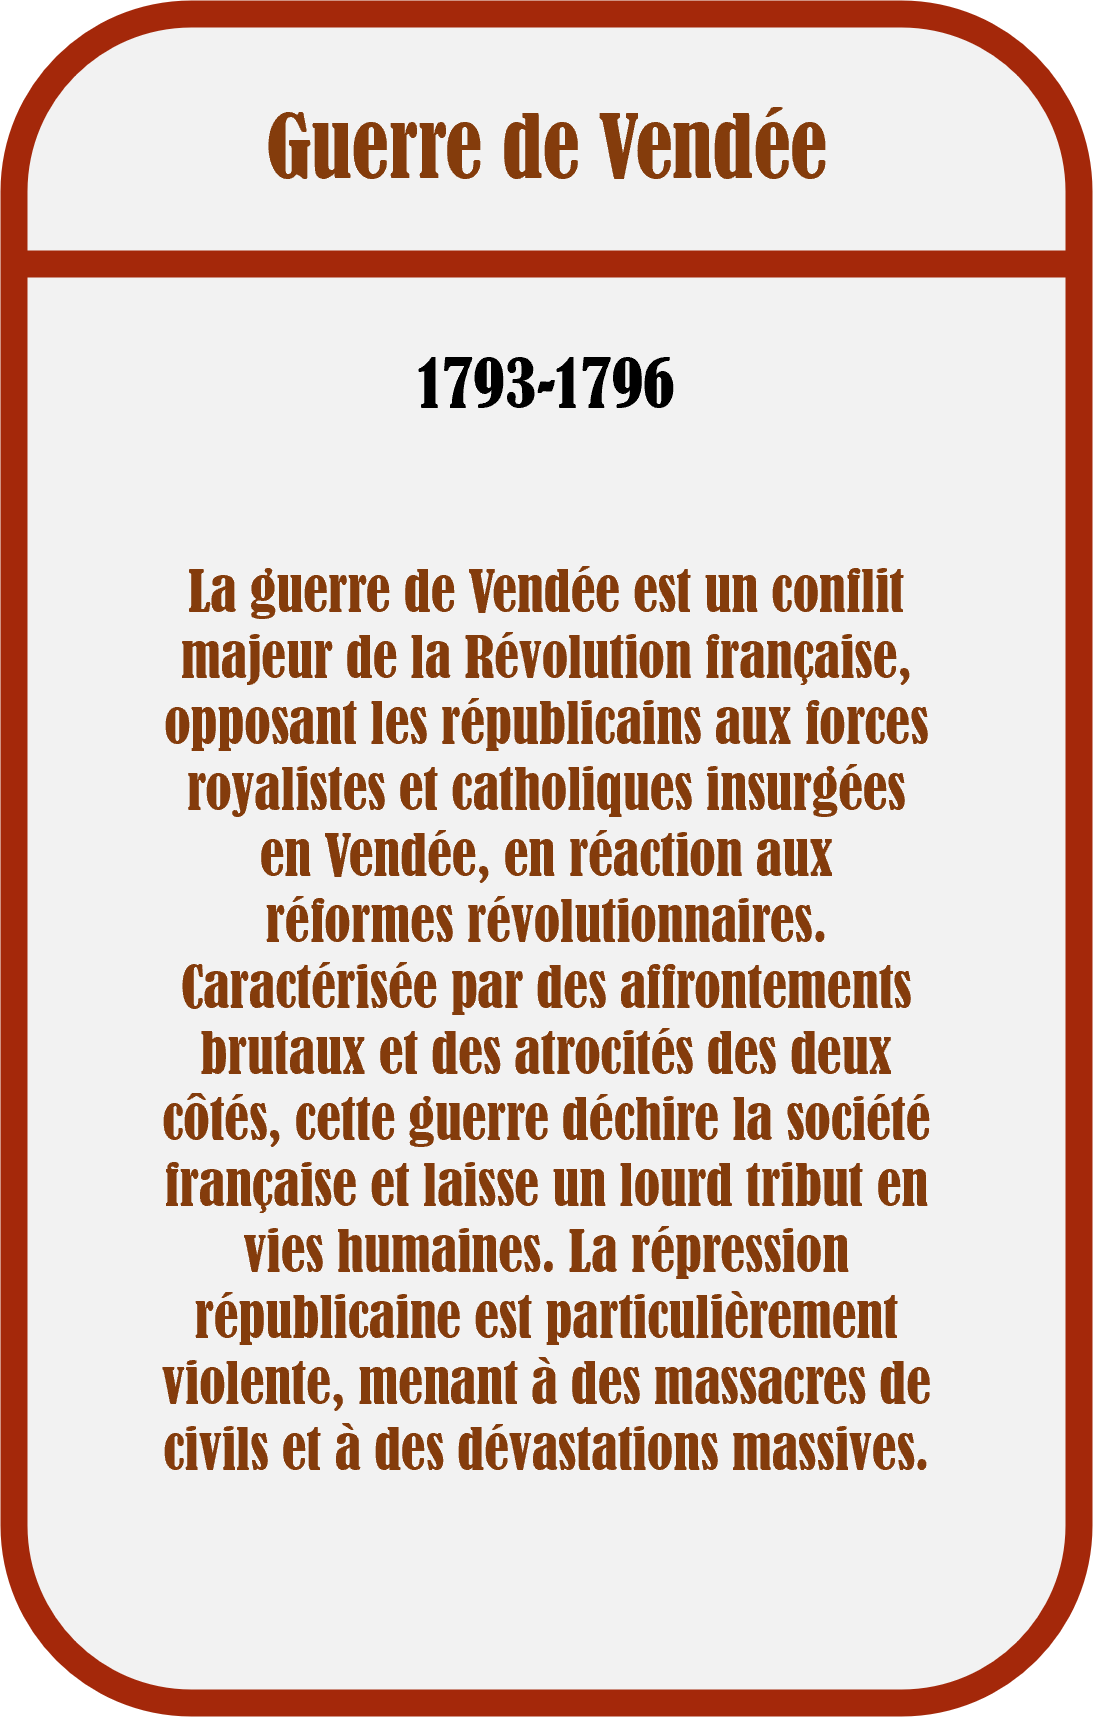 Guerre de Vendée
1793-1796
La guerre de Vendée est un conflit
majeur de la Révolution française,
opposant les républicains aux forces
royalistes et catholiques insurgées
en Vendée, en réaction aux
réformes révolutionnaires.
Caractérisée par des affrontements
brutaux et des atrocités des deux
côtés, cette guerre déchire la société
française et laisse un lourd tribut en
vies humaines. La répression
républicaine est particulièrement
violente, menant à des massacres de
civils et à des dévastations massives.